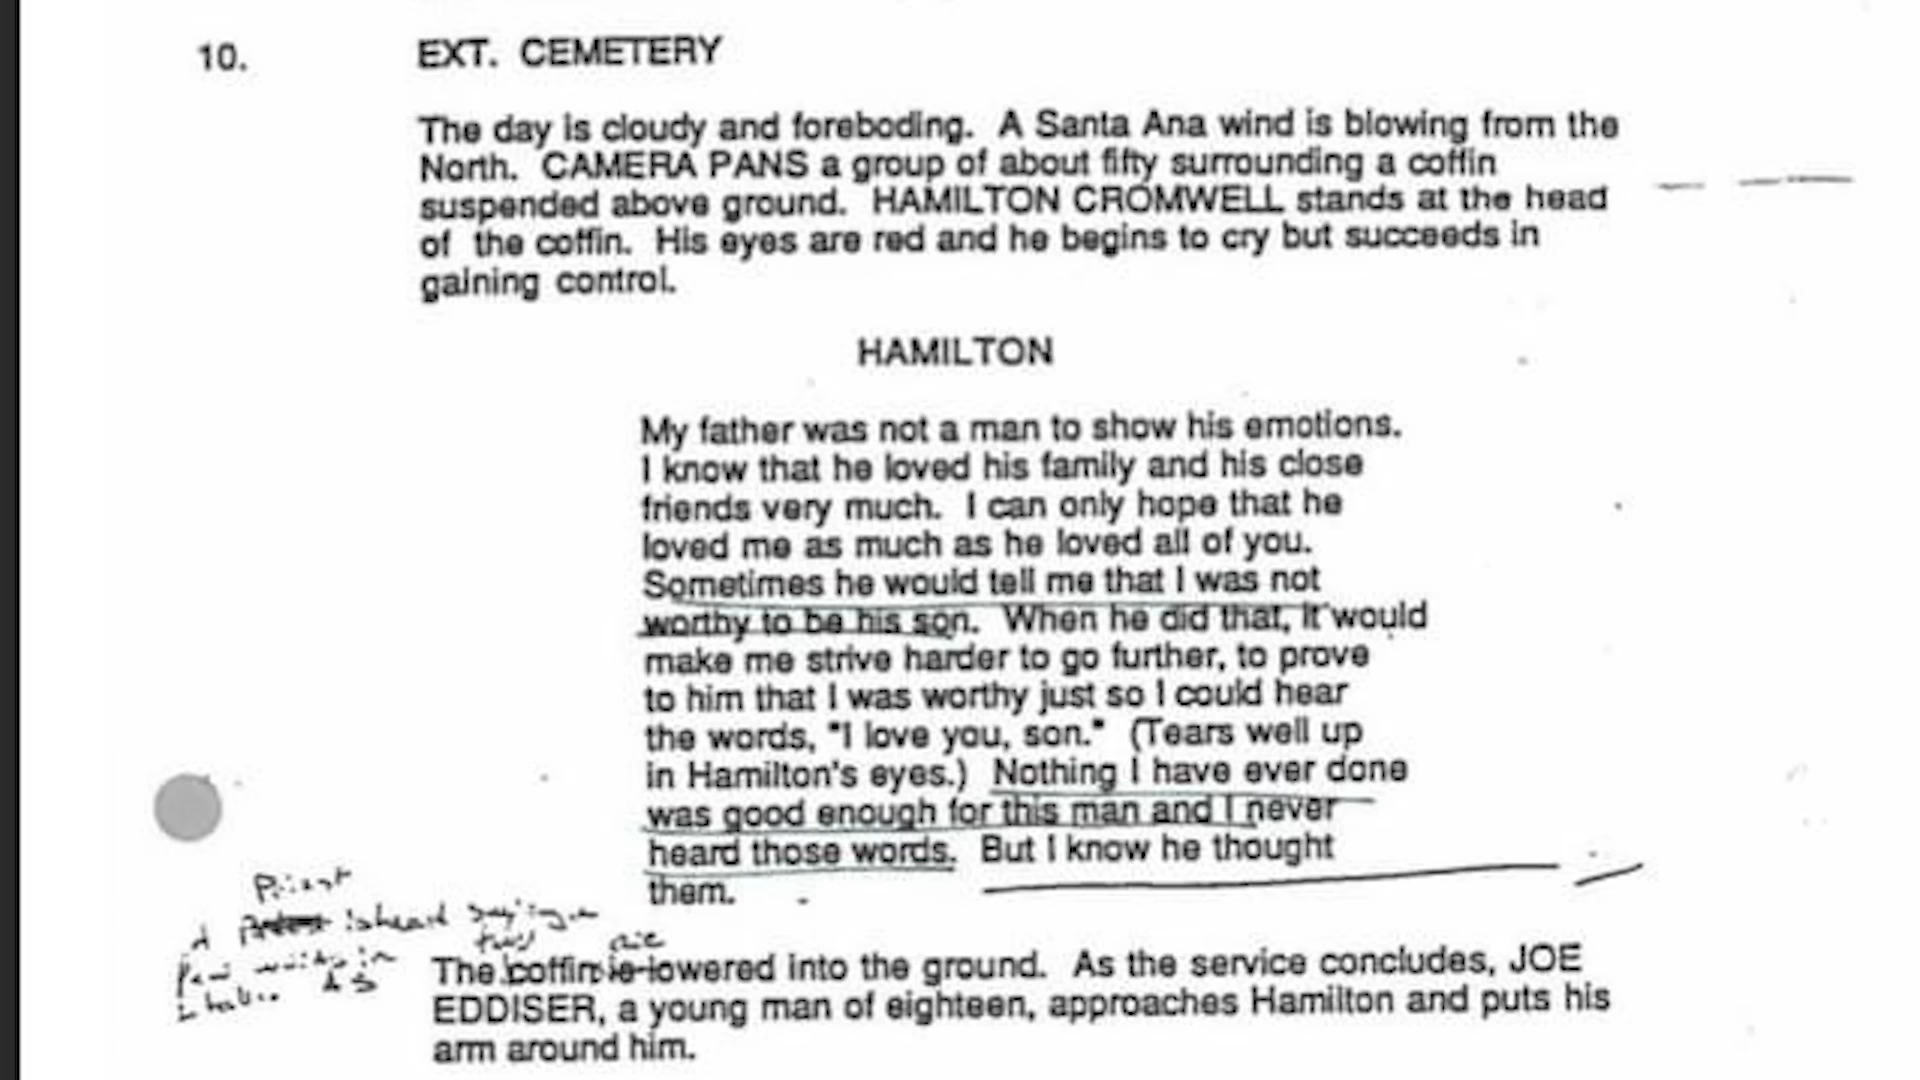 10. EXT. CEMETERY
The day is cloudy and foreboding. A Santa Ana wind is blowing from the
North. CAMERA PANS a group of about fifty surrounding a coffin
suspended above ground. HAMILTON CROMWELL stands at the head
of the coffin. His eyes are red and he begins to cry but succeeds in
gaining control.
HAMILTON
My father was not a man to show his emotions.
I know that he loved his family and his close
friends very much. I can only hope that he
loved me as much as he loved all of you.
Sometimes he would tell me that I was not
worthy to be his son. When he did that, it would
make me strive harder to go further, to prove
to him that I was worthy just so I could hear
the words, "I love you, son." (Tears well up
in Hamilton's eyes.) Nothing I have ever done
was good enough for this man and I never
heard those words. But I know he thought
them.
Priest
A is heard saying a
few words in
two are
The coffin is lowered into the ground. As the service concludes, JOE
EDDISER, a young man of eighteen, approaches Hamilton and puts his
arm around him.